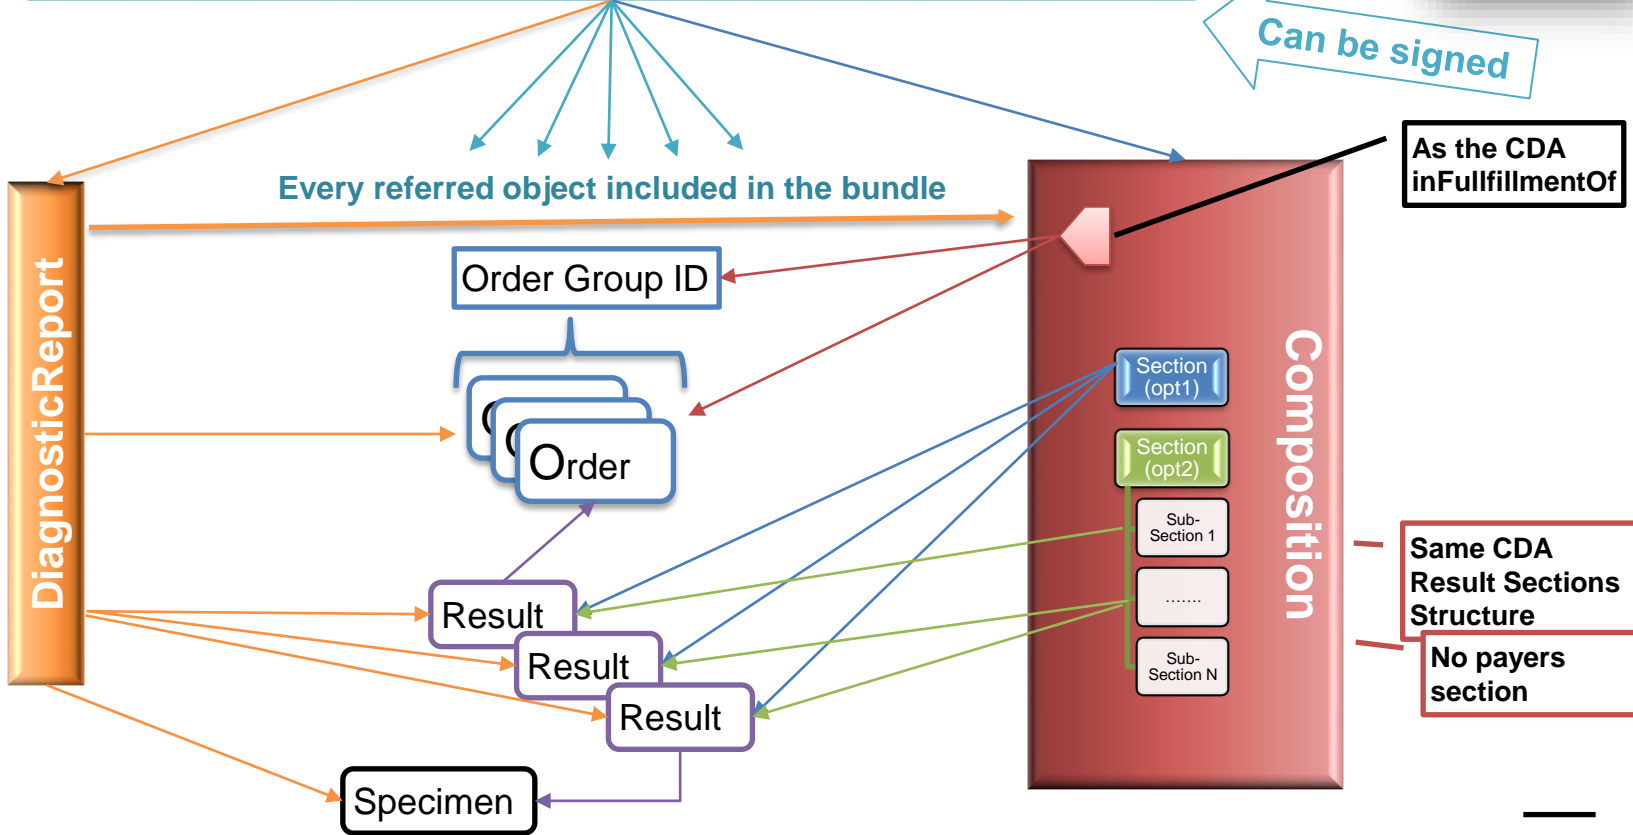 Can be signed
As the CDA
inFullfillmentOf
Every referred object included in the bundle
DiagnosticReport
Order Group ID
Composition
Section
(opt1)
Section
(opt2)
Order
Sub-
Section 1
.......
Sub-
Section N
Result
Result
Result
Same CDA
Result Sections
Structure
No payers
section
Specimen